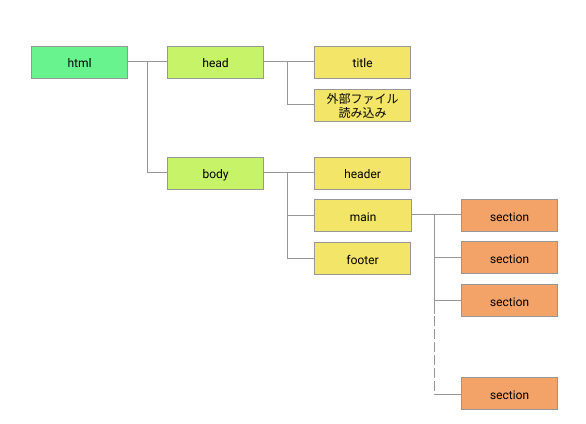 html
head
title
外部ファイル
読み込み
body
header
main
section
footer
section
section
section